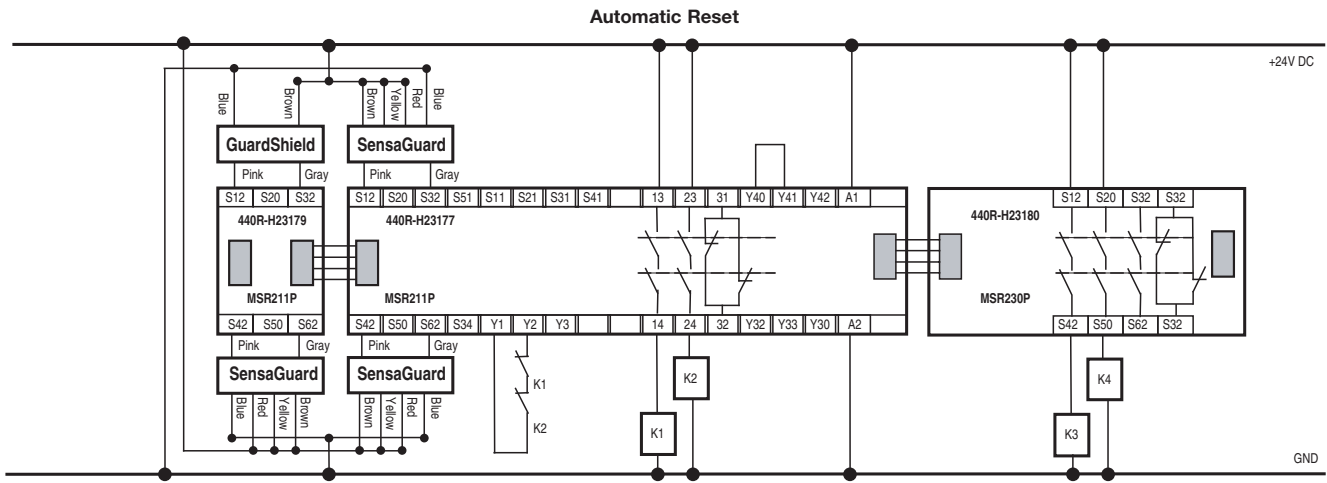 Automatic Reset
+24V DC
Blue
Brown
Brown
Yellow
Red
Blue
GuardShield
SensaGuard
Pink
Gray
Pink
Gray
S12 S20 S32
S12 S20 S32 S51 S11 S21 S31 S41 13 23 31 Y40 Y41 Y42 A1
S12 S20 S32 S32
440R-H23179
440R-H23177
440R-H23180
MSR211P
MSR211P
MSR230P
S42 S50 S62
S42 S50 S62 S34 Y1 Y2 Y3 14 24 32 Y32 Y33 Y30 A2
S42 S50 S62 S32
Pink
Gray
Pink
Gray
SensaGuard
SensaGuard
K1
K2
K2
K4
Blue
Red
Yellow
Brown
Brown
Yellow
Red
Blue
K1
K3
GND